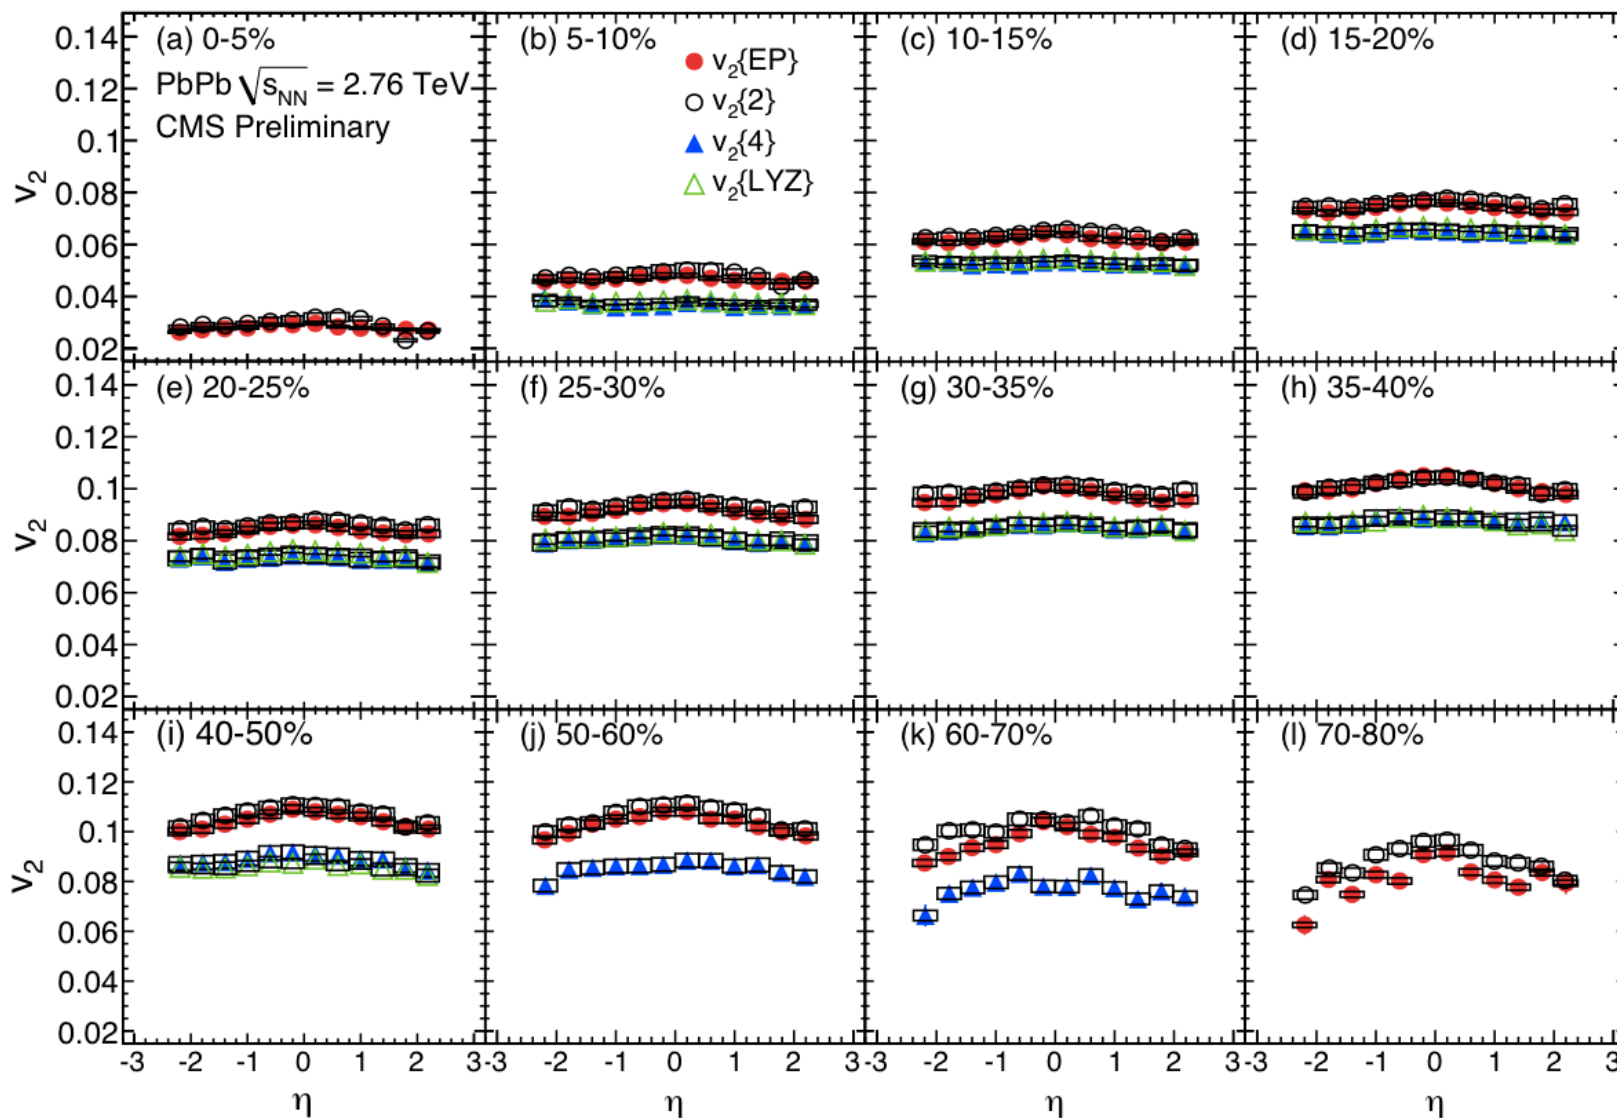 0.14
0.12
0.1
0.08
0.06
0.04
0.02
v₂
(a) 0-5%
PbPb √s_NN = 2.76 TeV
CMS Preliminary
(b) 5-10%
v₂{EP}
v₂{2}
v₂{4}
v₂{LYZ}
(c) 10-15%
(d) 15-20%
0.14
0.12
0.1
0.08
0.06
0.04
0.02
v₂
(e) 20-25%
(f) 25-30%
(g) 30-35%
(h) 35-40%
0.14
0.12
0.1
0.08
0.06
0.04
0.02
v₂
(i) 40-50%
(j) 50-60%
(k) 60-70%
(l) 70-80%
-3 -2 -1 0 1 2 3
-3 -2 -1 0 1 2 3
-3 -2 -1 0 1 2 3
-3 -2 -1 0 1 2 3
η η η η